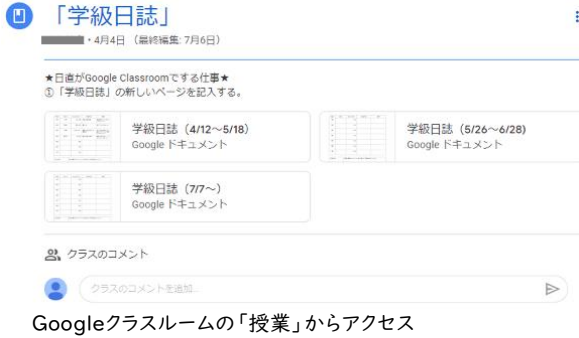 「学級日誌」
・4月4日 (最終編集: 7月6日)
★日直がGoogle Classroomでする仕事★
①「学級日誌」の新しいページを記入する。
学級日誌（4/12～5/18）
Google ドキュメント
学級日誌（5/26～6/28）
Google ドキュメント
学級日誌（7/7～）
Google ドキュメント
クラスのコメント
クラスのコメントを追加…
Googleクラスルームの「授業」からアクセス